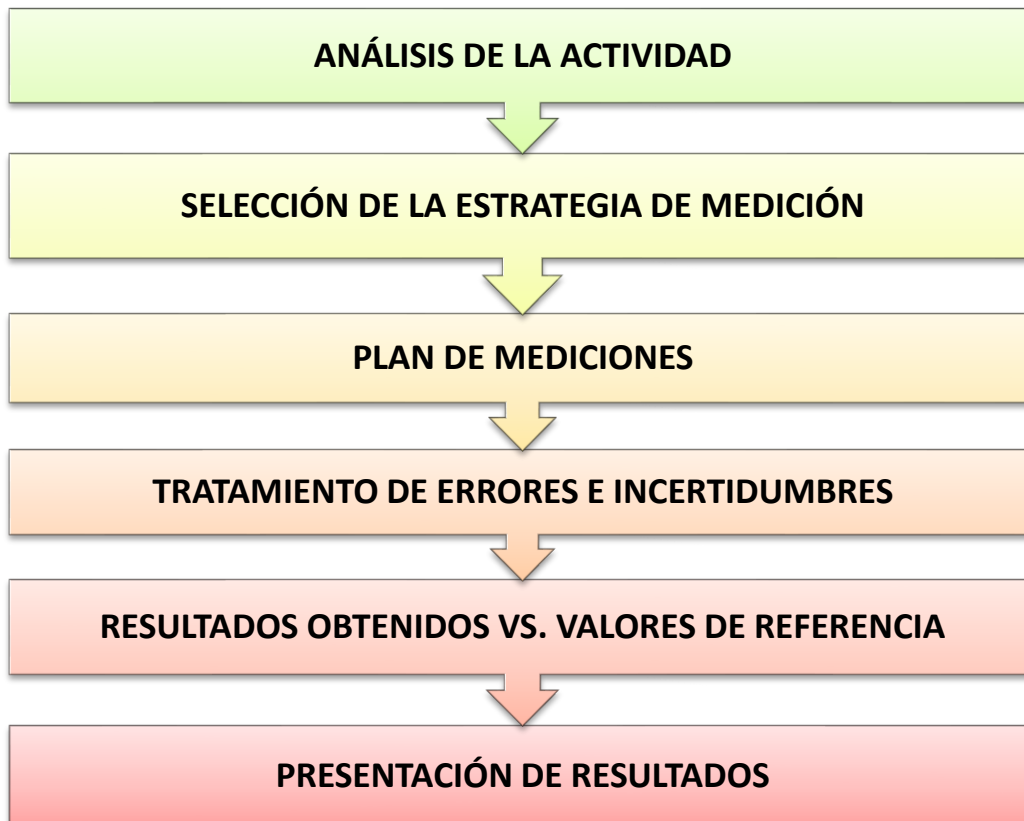 ANÁLISIS DE LA ACTIVIDAD
SELECCIÓN DE LA ESTRATEGIA DE MEDICIÓN
PLAN DE MEDICIONES
TRATAMIENTO DE ERRORES E INCERTIDUMBRES
RESULTADOS OBTENIDOS VS. VALORES DE REFERENCIA
PRESENTACIÓN DE RESULTADOS